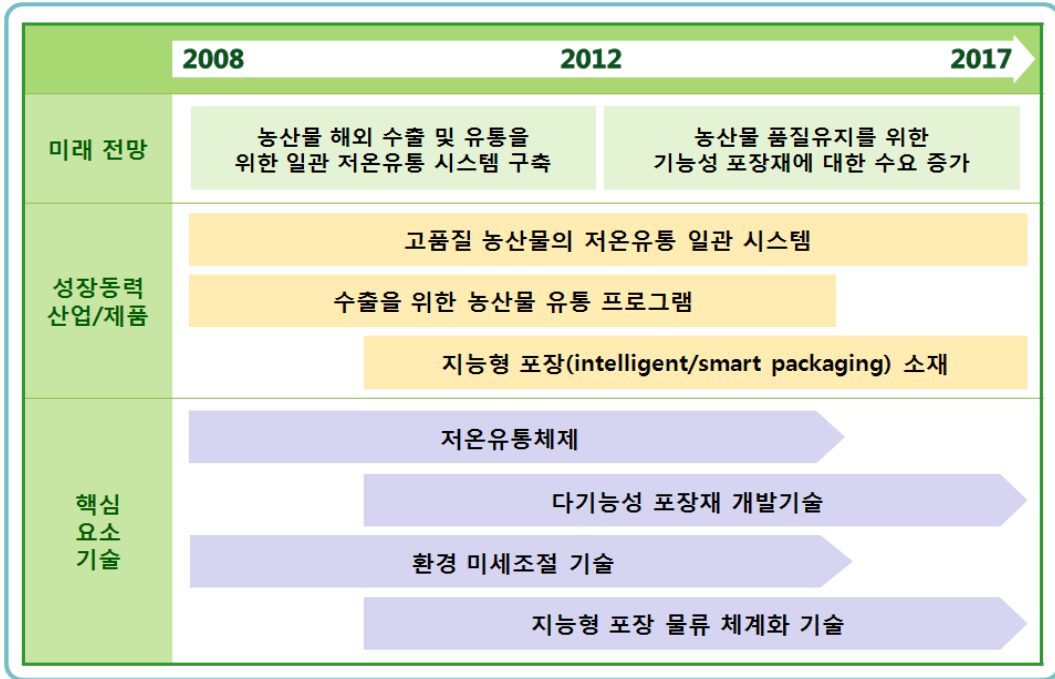 2008 2012 2017
미래 전망
농산물 해외 수출 및 유통을
위한 일관 저온유통 시스템 구축
농산물 품질유지를 위한
기능성 포장재에 대한 수요 증가
성장동력
산업/제품
고품질 농산물의 저온유통 일관 시스템
수출을 위한 농산물 유통 프로그램
지능형 포장(intelligent/smart packaging) 소재
핵심
요소
기술
저온유통체제
다기능성 포장재 개발기술
환경 미세조절 기술
지능형 포장 물류 체계화 기술